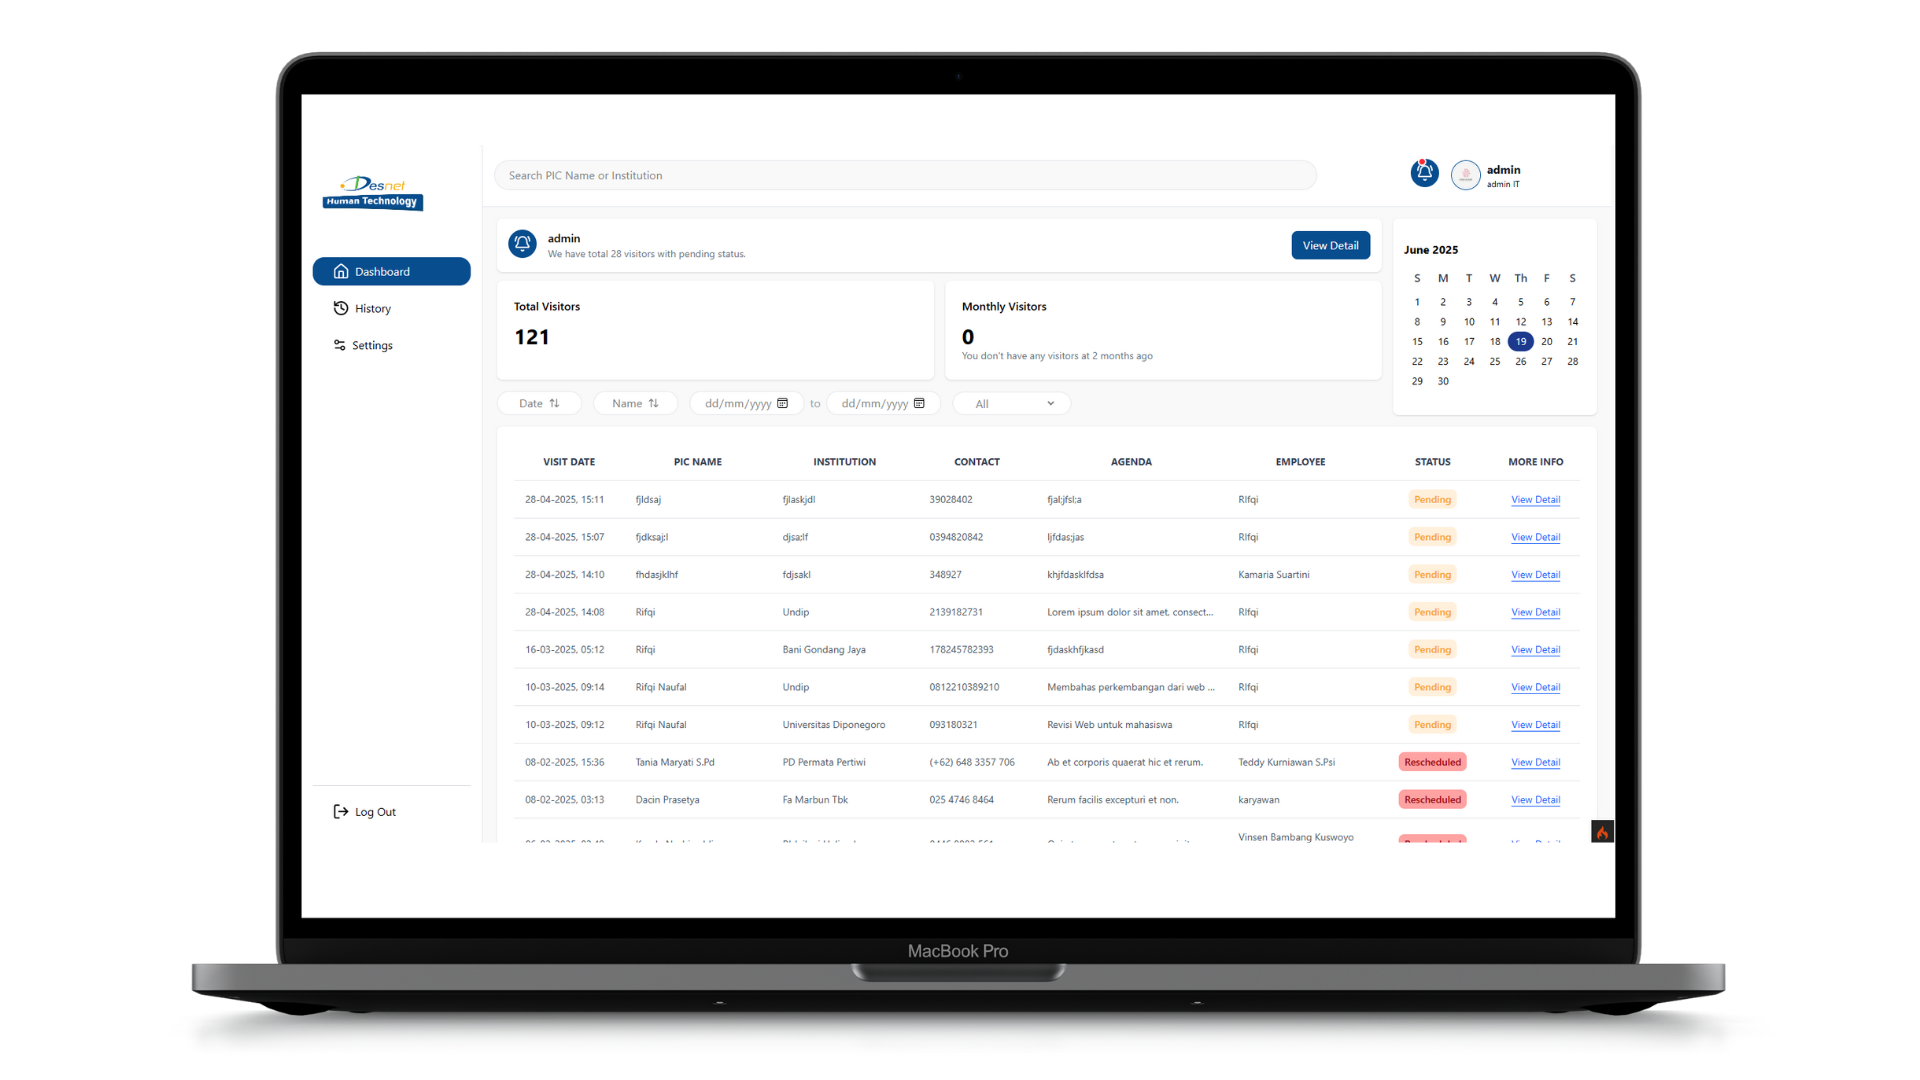 Desnet
Human Technology
Search PIC Name or Institution
admin
admin IT
Dashboard
History
Settings
Log Out
admin
We have total 28 visitors with pending status.
View Detail
Total Visitors
121
Monthly Visitors
0
You don't have any visitors at 2 months ago
June 2025
S M T W Th F S
1 2 3 4 5 6 7
8 9 10 11 12 13 14
15 16 17 18 19 20 21
22 23 24 25 26 27 28
29 30
Date Name dd/mm/yyyy to dd/mm/yyyy All
VISIT DATE PIC NAME INSTITUTION CONTACT AGENDA EMPLOYEE STATUS MORE INFO
28-04-2025, 15:11 fjldsaj fjlaskjdl 39028402 fjal;jfsl;a RIfqi Pending View Detail
28-04-2025, 15:07 fjdksaj;l djsa;lf 0394820842 ljfdas;jas RIfqi Pending View Detail
28-04-2025, 14:10 fhdasjklhf fdjsakl 348927 khjfdasklfdsa Kamaria Suartini Pending View Detail
28-04-2025, 14:08 Rifqi Undip 2139182731 Lorem ipsum dolor sit amet, consect... RIfqi Pending View Detail
16-03-2025, 05:12 Rifqi Bani Gondang Jaya 178245782393 fjdaskhfjkasd RIfqi Pending View Detail
10-03-2025, 09:14 Rifqi Naufal Undip 0812210389210 Membahas perkembangan dari web ... RIfqi Pending View Detail
10-03-2025, 09:12 Rifqi Naufal Universitas Diponegoro 093180321 Revisi Web untuk mahasiswa RIfqi Pending View Detail
08-02-2025, 15:36 Tania Maryati S.Pd PD Permata Pertiwi (+62) 648 3357 706 Ab et corporis quaerat hic et rerum. Teddy Kurniawan S.Psi Rescheduled View Detail
08-02-2025, 03:13 Dacin Prasetya Fa Marbun Tbk 025 4746 8464 Rerum facilis excepturi et non. karyawan Rescheduled View Detail
Vinsen Bambang Kuswoyo
MacBook Pro